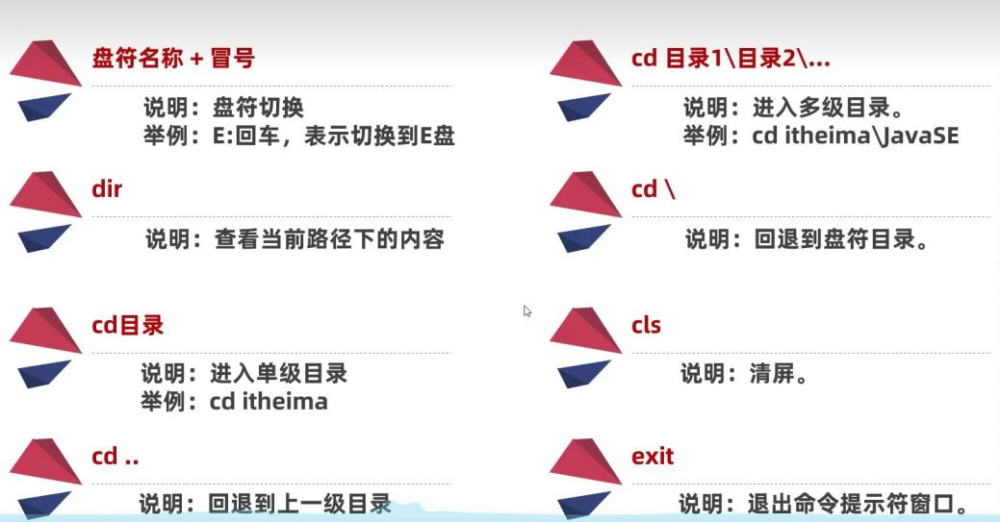 盘符名称 + 冒号
说明：盘符切换
举例：E:回车，表示切换到E盘
dir
说明：查看当前路径下的内容
cd目录
说明：进入单级目录
举例：cd itheima
cd ..
说明：回退到上一级目录
cd 目录1\目录2\...
说明：进入多级目录。
举例：cd itheima\JavaSE
cd \
说明：回退到盘符目录。
cls
说明：清屏。
exit
说明：退出命令提示符窗口。